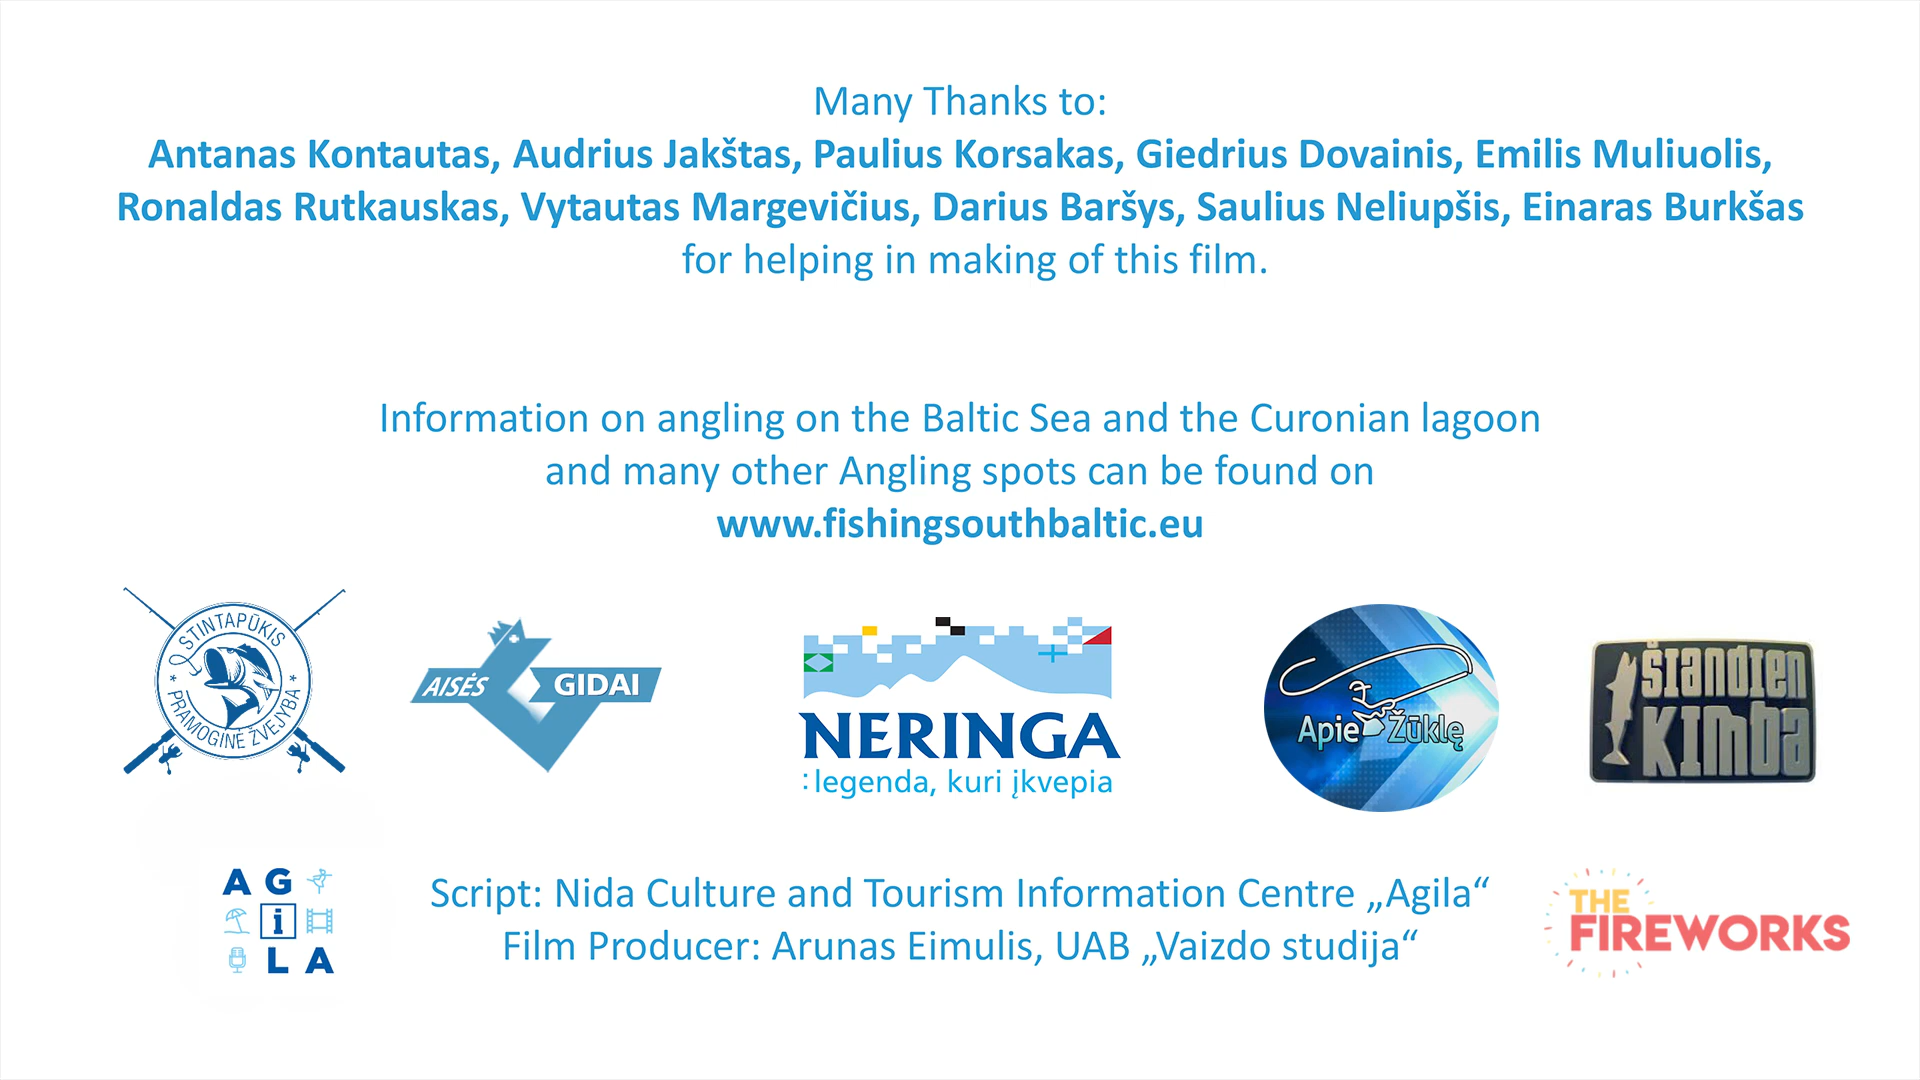 Many Thanks to:
Antanas Kontautas, Audrius Jakštas, Paulius Korsakas, Giedrius Dovainis, Emilis Muliuolis,
Ronaldas Rutkauskas, Vytautas Margevičius, Darius Baršys, Saulius Neliupšis, Einaras Burkšas
for helping in making of this film.
Information on angling on the Baltic Sea and the Curonian lagoon
and many other Angling spots can be found on
www.fishingsouthbaltic.eu
STINTAPŪKIS
* PRAMOGINĖ ŽVEJYBA *
AISĖS GIDAI
NERINGA
:legenda, kuri įkvepia
Apie Žūklę
šiandien
kimba
A G
i
L A
Script: Nida Culture and Tourism Information Centre „Agila“
Film Producer: Arunas Eimulis, UAB „Vaizdo studija“
THE
FIREWORKS